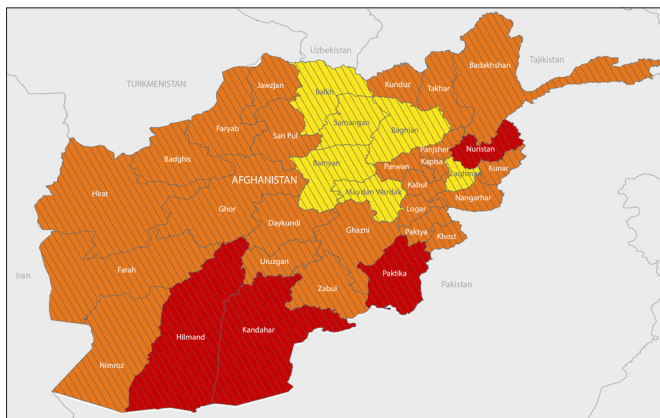 Uzbekistan
Tajikistan
TURKMENISTAN
Badakhshan
Jawzjan
Balkh
Kunduz
Takhar
Faryab
Samangan
Baghlan
Sari Pul
Panjsher
Nuristan
Badghis
Bamyan
Parwan
Kapisa
Kunar
Laghman
Hirat
AFGHANISTAN
Maydan Wardak
Kabul
Nangarhar
Ghor
Logar
Daykundi
Ghazni
Paktya
Khost
Uruzgan
Iran
Farah
Paktika
Pakistan
Zabul
Hilmand
Kandahar
Nimroz